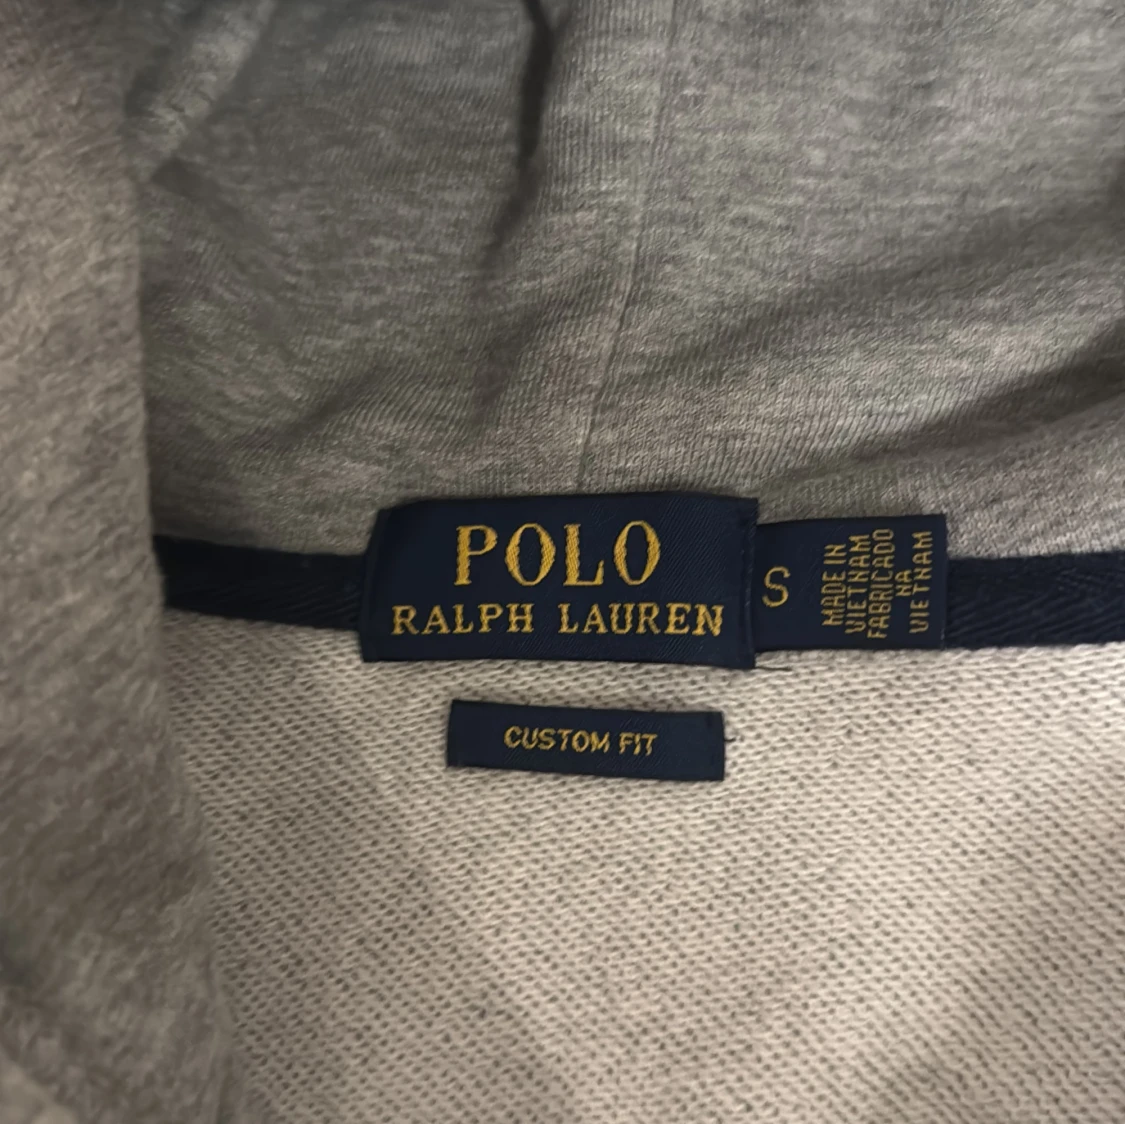 POLO
RALPH LAUREN
S
MADE IN
VIETNAM
FABRICADO
NA
VIETNAM
CUSTOM FIT